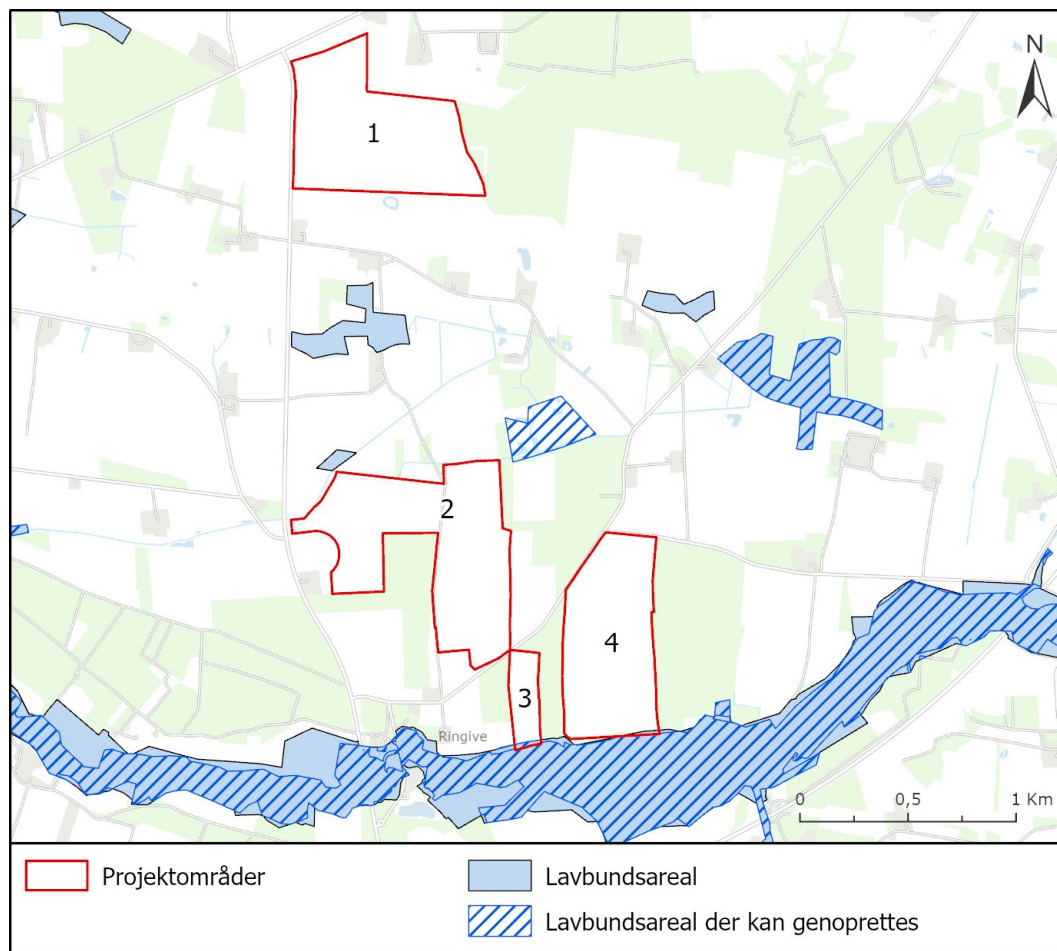 N
1
2
3
4
Ringive
0 0,5 1 Km
Projektområder
Lavbundsareal
Lavbundsareal der kan genoprettes